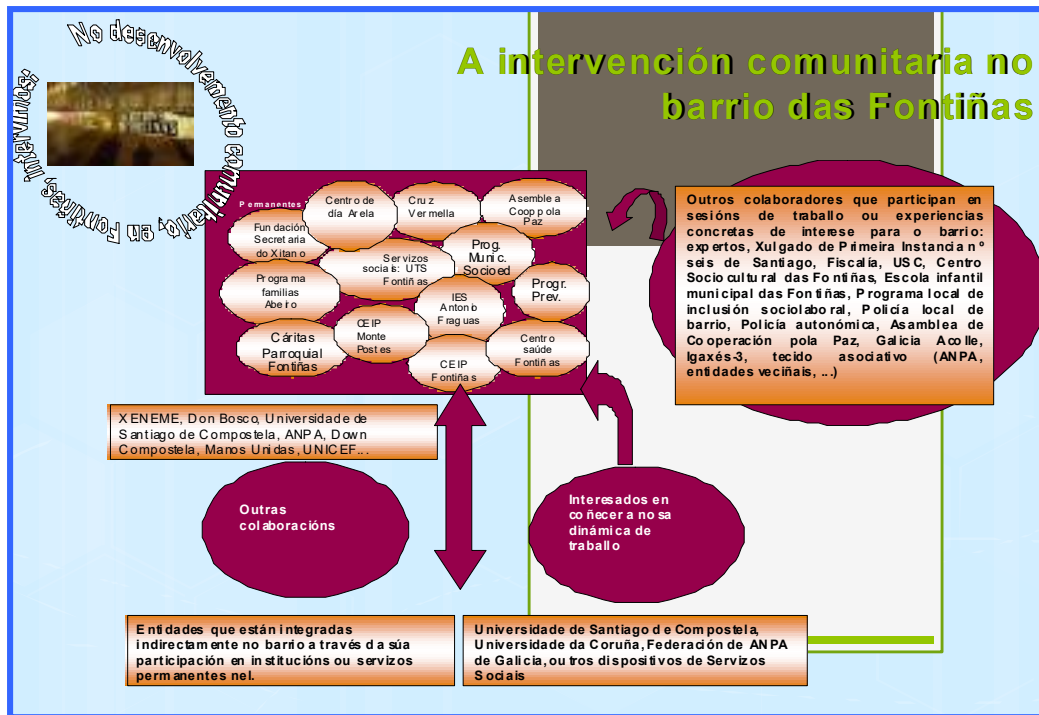 No desenvolvemento comunitario, en Fontiñas, intervimos:
A intervención comunitaria no
barrio das Fontiñas
Permanentes
Centro de
día Arela
Cruz
Vermella
Asemblea
Coop pola
Paz
Fundación
Secretaria
do Xitano
Servizos
sociais: UTS
Fontiñas
Prog.
Munic.
Socioed
Programa
familias
Abeiro
IES
Antonio
Fraguas
Progr.
Prev.
Cáritas
Parroquial
Fontiñas
CEIP
Monte
Postes
CEIP
Fontiñas
Centro
saúde
Fontiñas
Outros colaboradores que participan en
sesións de traballo ou experiencias
concretas de interese para o barrio:
expertos, Xulgado de Primeira Instancia nº
seis de Santiago, Fiscalía, USC, Centro
Sociocultural das Fontiñas, Escola infantil
municipal das Fontiñas, Programa local de
inclusión sociolaboral, Policía local de
barrio, Policía autonómica, Asamblea de
Cooperación pola Paz, Galicia Acolle,
Igaxés-3, tecido asociativo (ANPA,
entidades veciñais, ...)
XENEME, Don Bosco, Universidade de
Santiago de Compostela, ANPA, Down
Compostela, Manos Unidas, UNICEF...
Outras
colaboracións
Interesados en
coñecer a nosa
dinámica de
traballo
Entidades que están integradas
indirectamente no barrio a través da súa
participación en institucións ou servizos
permanentes nel.
Universidade de Santiago de Compostela,
Universidade da Coruña, Federación de ANPA
de Galicia, outros dispositivos de Servizos
Sociais